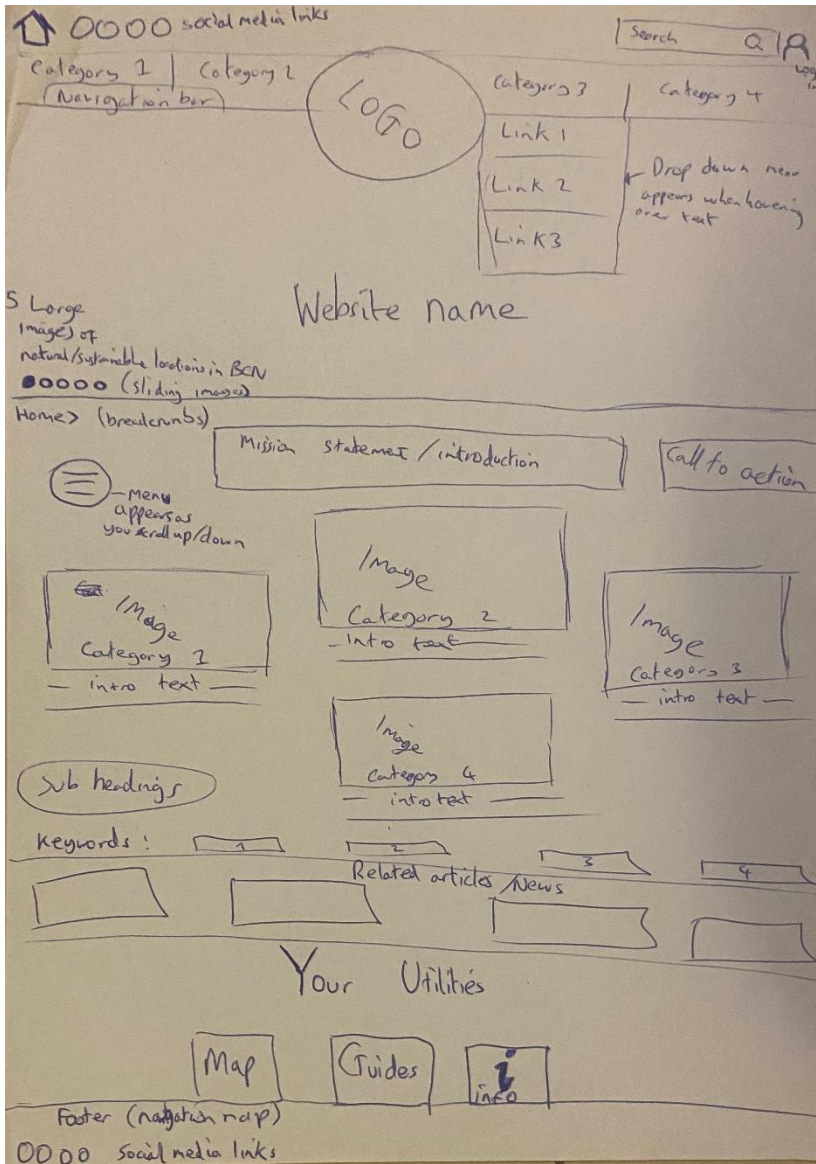 social media links
Search
Log in
Category 1
Category 2
Navigation bar
LOGO
Category 3
Category 4
Link 1
Link 2
Link 3
Drop down menu
appears when hovering
over text
Website name
5 Large
images of
natural/sustainable locations in BCN
(sliding images)
Home> (breadcrumbs)
Mission statement / introduction
Call to action
Menu
appears as
you scroll up/down
Image
Category 1
intro text
Image
Category 2
intro text
Image
Category 3
intro text
Image
Category 4
intro text
Sub headings
Keywords:
1
2
3
4
Related articles/News
Your Utilities
Map
Guides
i
info
Footer (navigation map)
Social media links